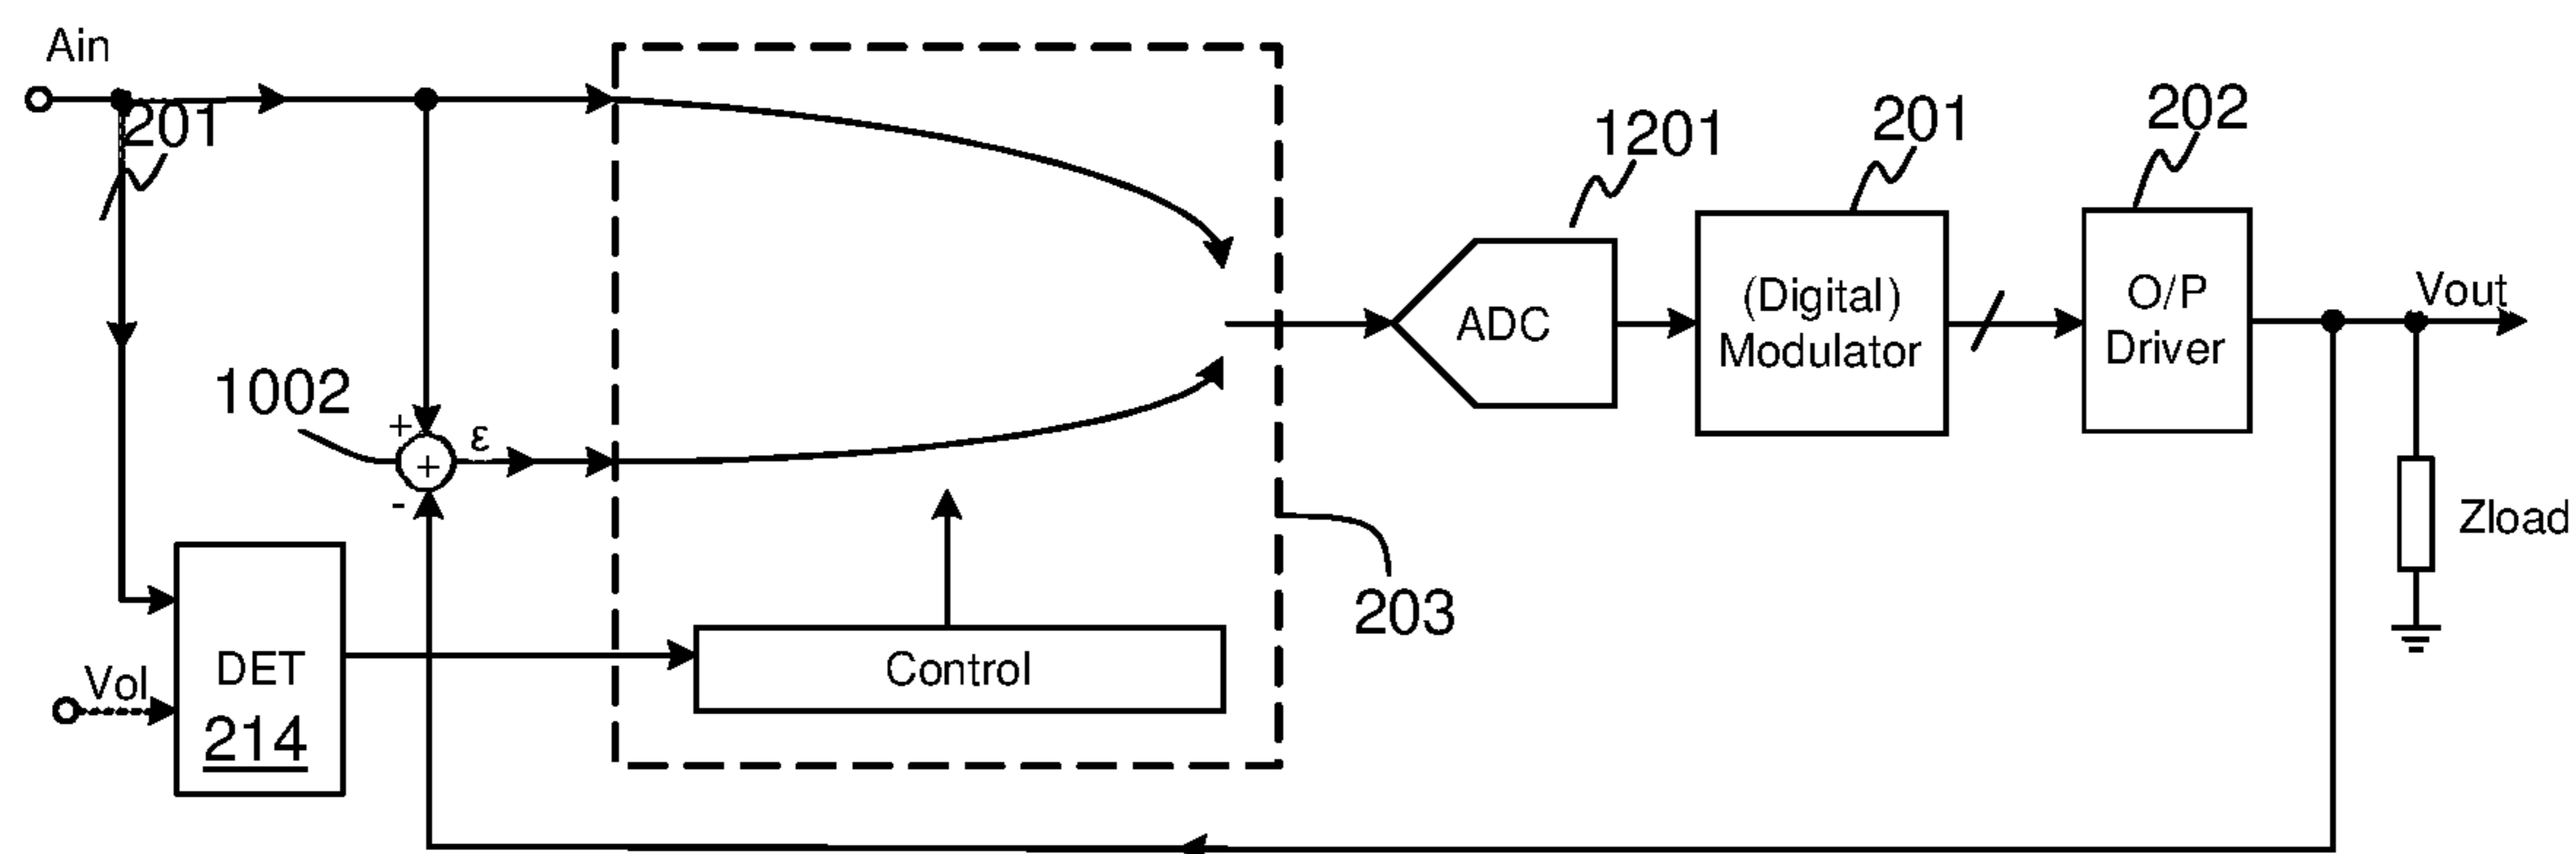 Ain
201
1201
201
202
ADC
(Digital)
Modulator
O/P
Driver
Vout
1002
+
ε
+
-
Zload
203
DET
214
Vol
Control